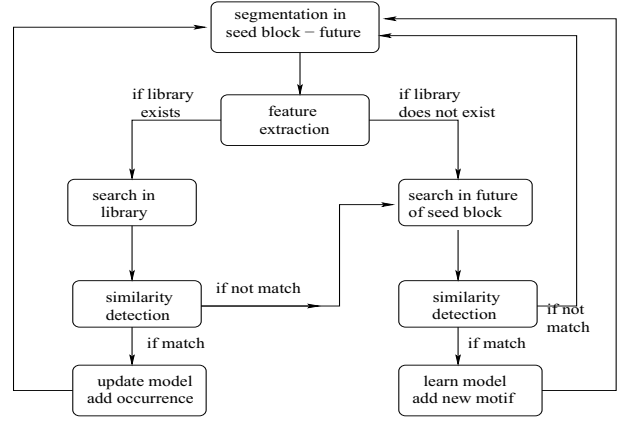 segmentation in
seed block − future
if library
exists
feature
extraction
if library
does not exist
search in
library
search in future
of seed block
similarity
detection
if not match
similarity
detection
if not
match
if match
if match
update model
add occurrence
learn model
add new motif